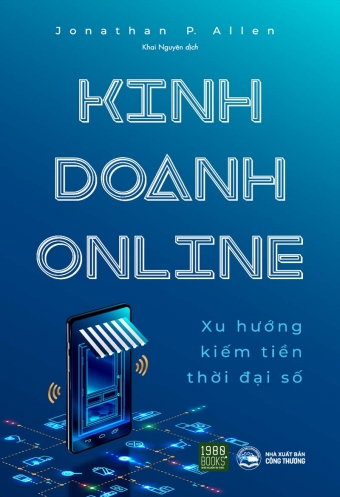 Jonathan P. Allen
Khai Nguyên dịch
KINH
DOANH
ONLINE
Xu hướng
kiếm tiền
thời đại số
1980
BOOKS
NHÀ XUẤT BẢN
CÔNG THƯƠNG